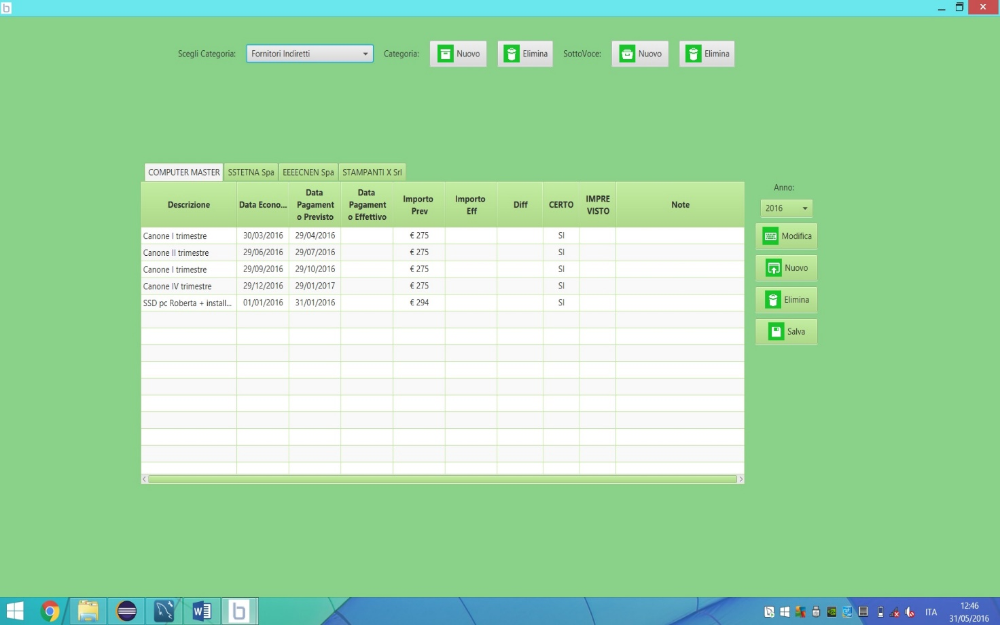 Scegli Categoria: Fornitori Indiretti Categoria: Nuovo Elimina SottoVoce: Nuovo Elimina
COMPUTER MASTER SSTETNA Spa EEEECNEN Spa STAMPANTI X Srl
Anno:
2016
Modifica
Nuovo
Elimina
Salva
Descrizione Data Econo... Data Pagament o Previsto Data Pagament o Effettivo Importo Prev Importo Eff Diff CERTO IMPRE VISTO Note
Canone I trimestre 30/03/2016 29/04/2016 € 275 SI
Canone II trimestre 29/06/2016 29/07/2016 € 275 SI
Canone I trimestre 29/09/2016 29/10/2016 € 275 SI
Canone IV trimestre 29/12/2016 29/01/2017 € 275 SI
SSD pc Roberta + install... 01/01/2016 31/01/2016 € 294 SI
ITA
12:46
31/05/2016